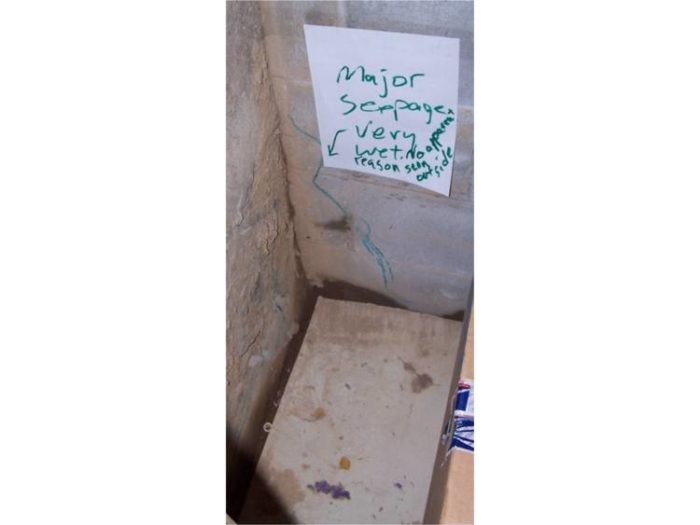 Major
Seepage
Very
wet. No apparent
reason seen
outside